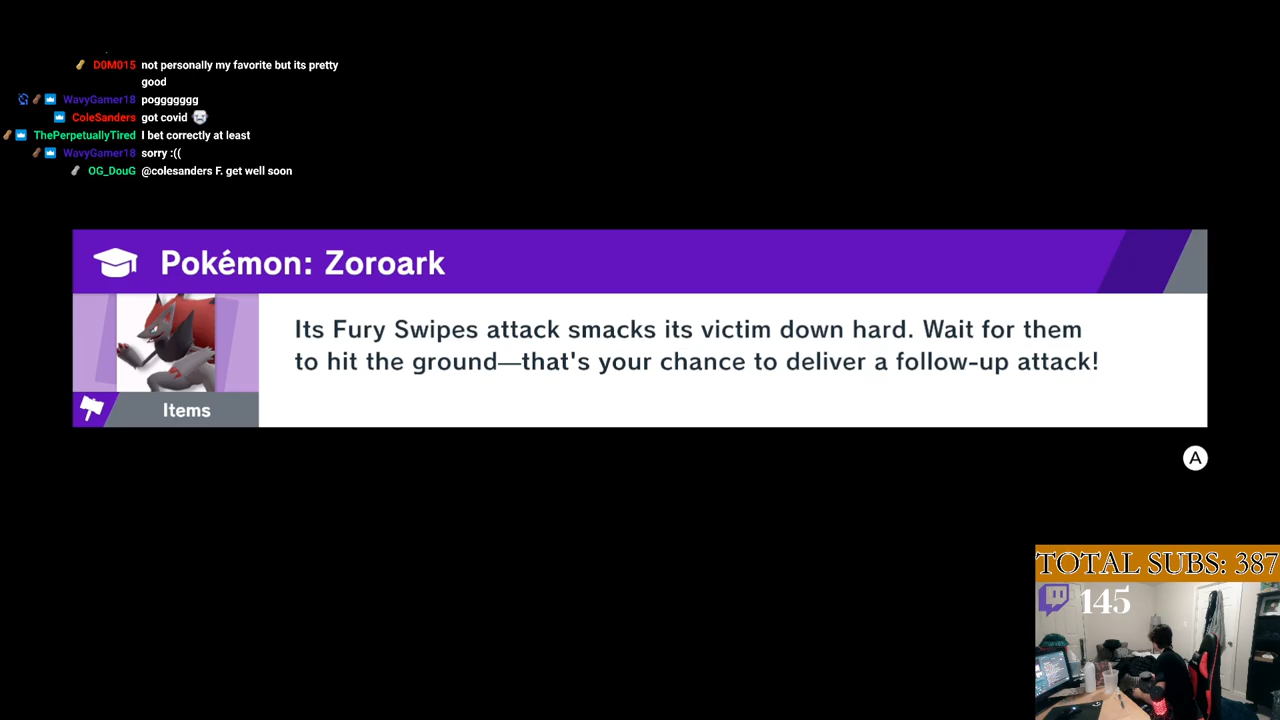 D0M015 not personally my favorite but its pretty
good
WavyGamer18 poggggggg
ColeSanders got covid
ThePerpetuallyTired I bet correctly at least
WavyGamer18 sorry :((
OG_DouG @colesanders F. get well soon
Pokémon: Zoroark
Its Fury Swipes attack smacks its victim down hard. Wait for them
to hit the ground—that's your chance to deliver a follow-up attack!
Items
A
TOTAL SUBS: 387
145